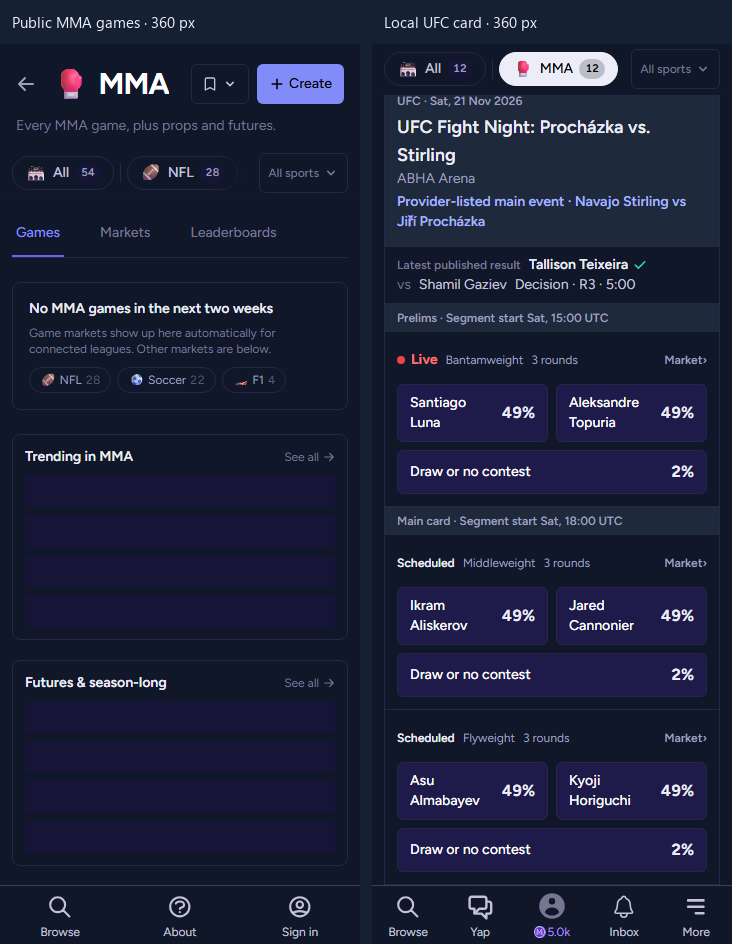 Public MMA games · 360 px
MMA
Create
Every MMA game, plus props and futures.
All 54
NFL 28
All sports
Games
Markets
Leaderboards
No MMA games in the next two weeks
Game markets show up here automatically for
connected leagues. Other markets are below.
NFL 28
Soccer 22
F1 4
Trending in MMA
See all →
Futures & season-long
See all →
Browse
About
Sign in
Local UFC card · 360 px
All 12
MMA 12
All sports
UFC · Sat, 21 Nov 2026
UFC Fight Night: Procházka vs.
Stirling
ABHA Arena
Provider-listed main event · Navajo Stirling vs
Jiří Procházka
Latest published result Tallison Teixeira ✓
vs Shamil Gaziev Decision · R3 · 5:00
Prelims · Segment start Sat, 15:00 UTC
Live Bantamweight 3 rounds Market›
Santiago
Luna
49%
Aleksandre
Topuria
49%
Draw or no contest 2%
Main card · Segment start Sat, 18:00 UTC
Scheduled Middleweight 3 rounds Market›
Ikram
Aliskerov
49%
Jared
Cannonier
49%
Draw or no contest 2%
Scheduled Flyweight 3 rounds Market›
Asu
Almabayev
49%
Kyoji
Horiguchi
49%
Draw or no contest 2%
Browse
Yap
M 5.0k
Inbox
More